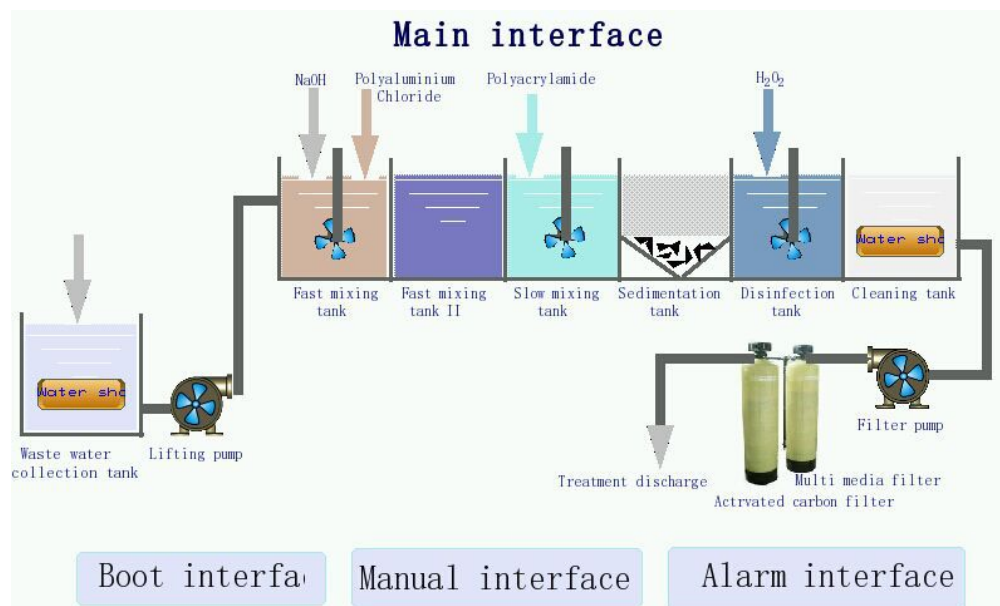 Main interface
NaOH
Polyaluminium
Chloride
Polyacrylamide
H₂O₂
Fast mixing
tank
Fast mixing
tank II
Slow mixing
tank
Sedimentation
tank
Disinfection
tank
Cleaning tank
Water sho
Water sho
Waste water
collection tank
Lifting pump
Filter pump
Treatment discharge
Multi media filter
Actrvated carbon filter
Boot interfa
Manual interface
Alarm interface